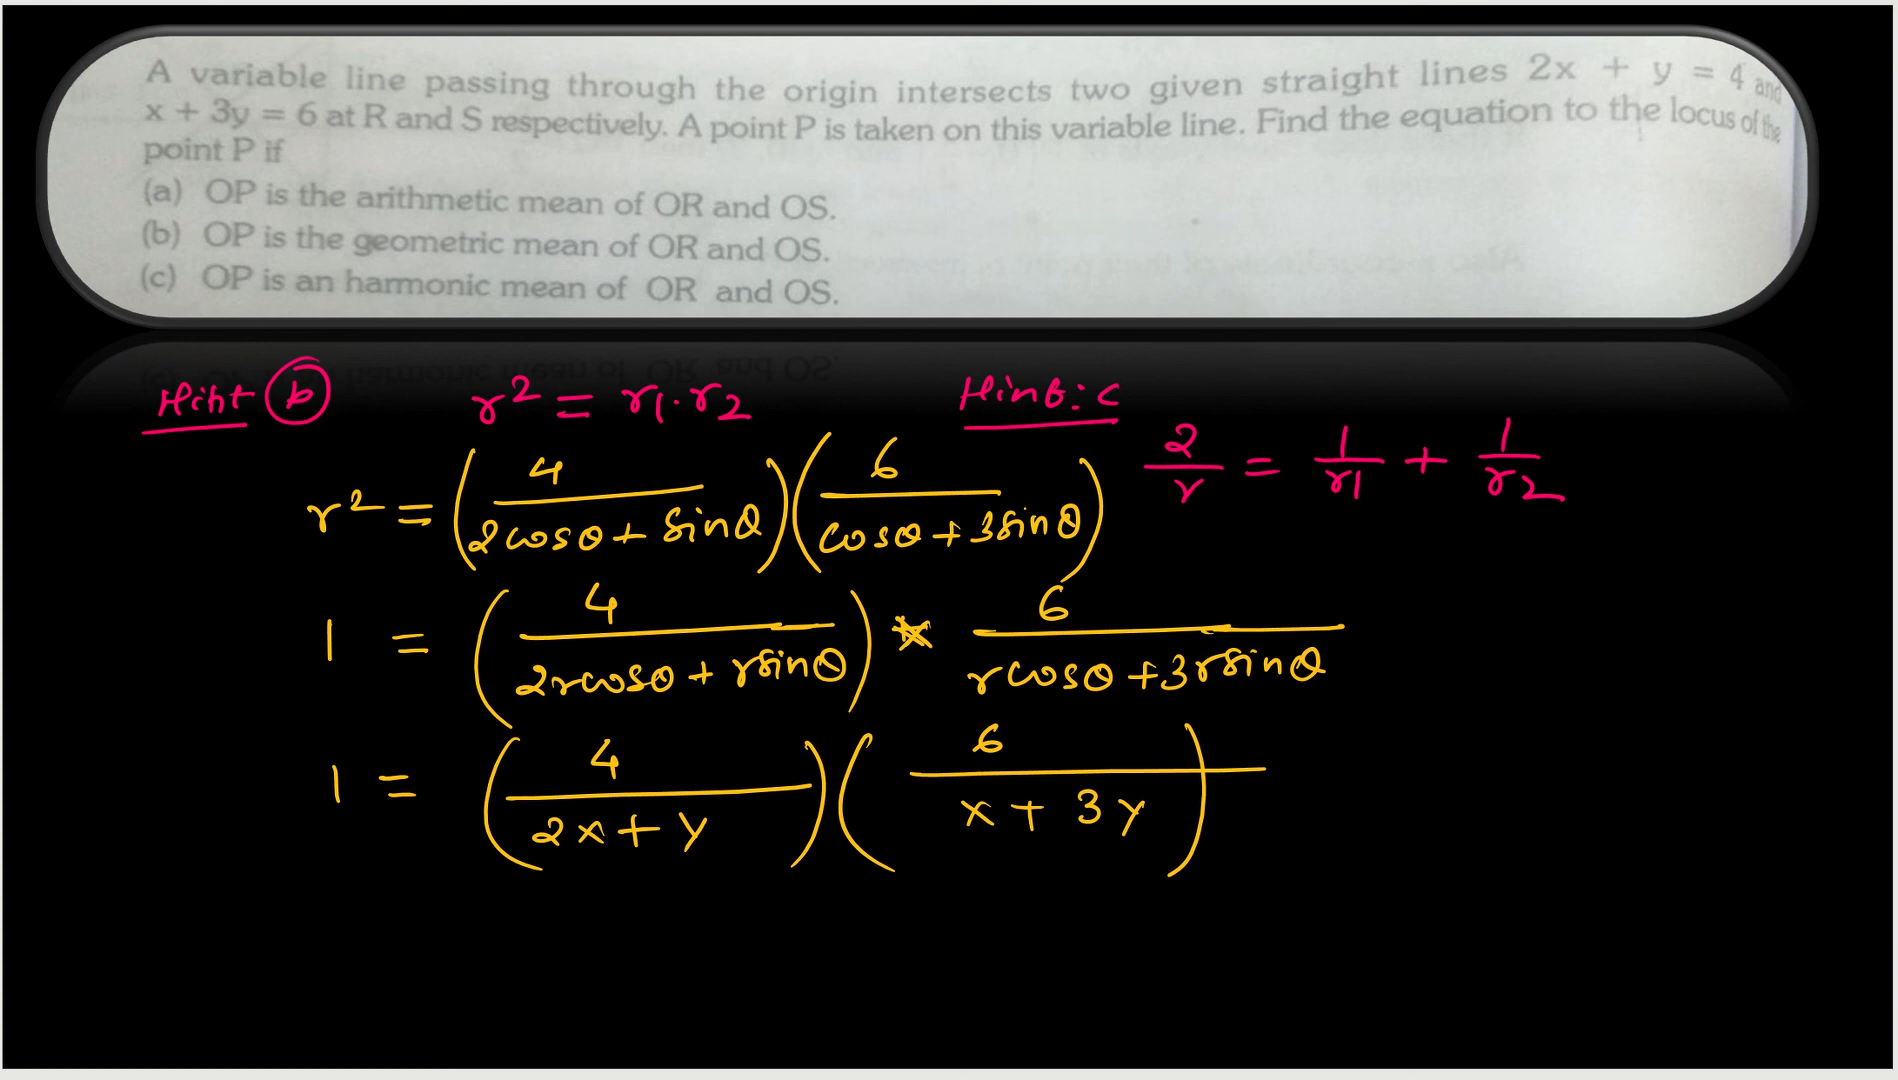 A variable line passing through the origin intersects two given straight lines 2x + y = 4 and
x + 3y = 6 at R and S respectively. A point P is taken on this variable line. Find the equation to the locus of the
point P if
(a) OP is the arithmetic mean of OR and OS.
(b) OP is the geometric mean of OR and OS.
(c) OP is an harmonic mean of OR and OS.
Hint (b) r² = r1·r2
Hint: c
2/r = 1/r1 + 1/r2
r² = (4/(2cosθ + sinθ))(6/(cosθ + 3sinθ))
1 = (4/(2rcosθ + rsinθ)) * 6/(rcosθ + 3rsinθ)
1 = (4/(2x + y))(6/(x + 3y))